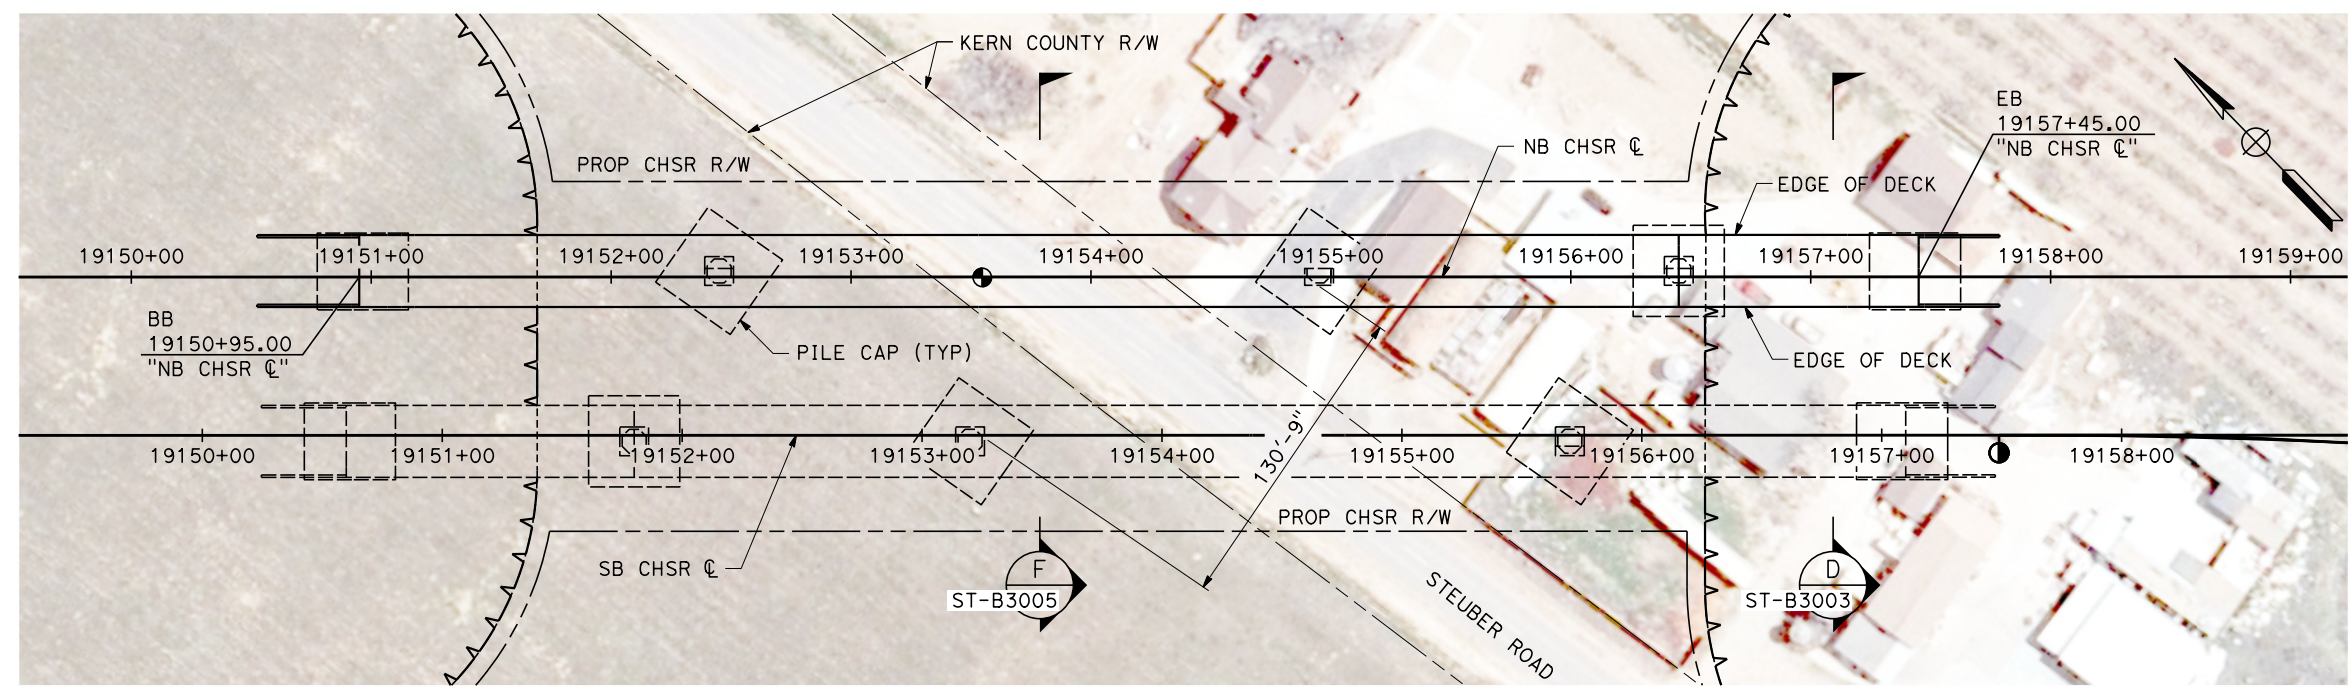 KERN COUNTY R/W
EB
19157+45.00
"NB CHSR ℄"
NB CHSR ℄
PROP CHSR R/W
EDGE OF DECK
19150+00
19151+00
19152+00
19153+00
19154+00
19155+00
19156+00
19157+00
19158+00
19159+00
BB
19150+95.00
"NB CHSR ℄"
PILE CAP (TYP)
EDGE OF DECK
130'-9"
19150+00
19151+00
19152+00
19153+00
19154+00
19155+00
19156+00
19157+00
19158+00
PROP CHSR R/W
SB CHSR ℄
F
ST-B3005
D
ST-B3003
STEUBER ROAD